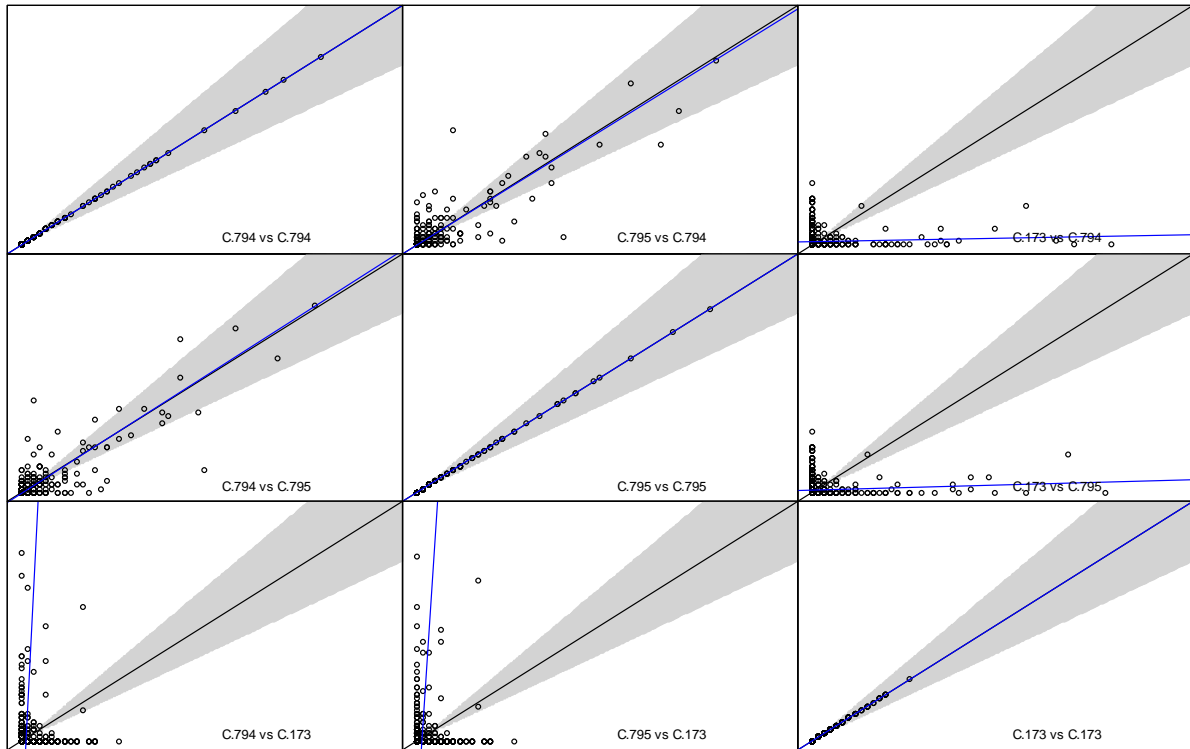 C.794 vs C.794
C.795 vs C.794
C.173 vs C.794
C.794 vs C.795
C.795 vs C.795
C.173 vs C.795
C.794 vs C.173
C.795 vs C.173
C.173 vs C.173